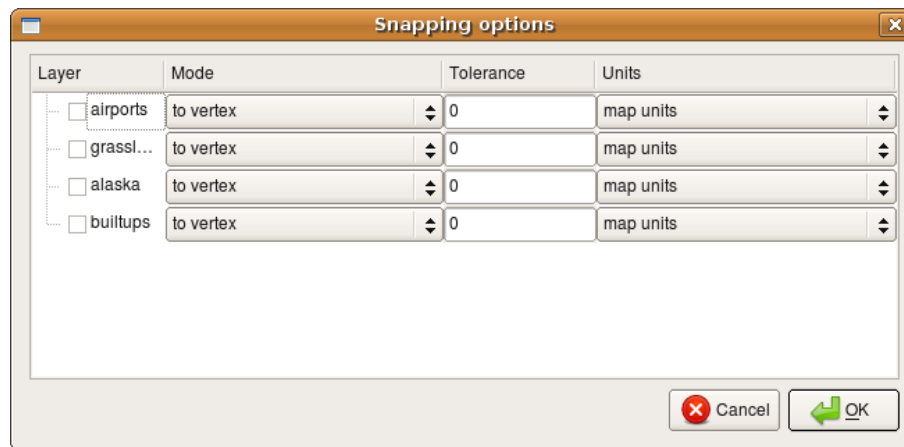 Snapping options
Layer Mode Tolerance Units
airports to vertex 0 map units
grassl... to vertex 0 map units
alaska to vertex 0 map units
builtups to vertex 0 map units
Cancel OK